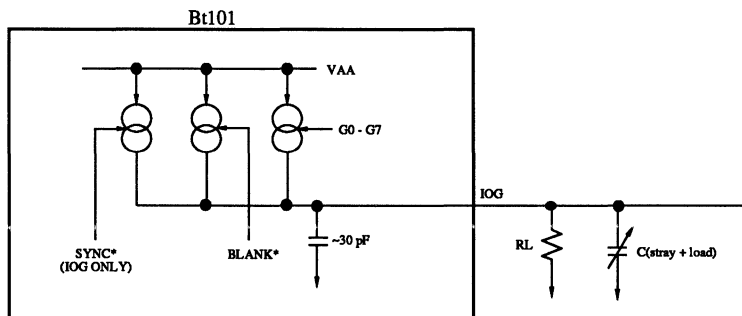 Bt101
VAA
G0 - G7
IOG
SYNC*
(IOG ONLY)
BLANK*
~30 pF
RL
C(stray + load)